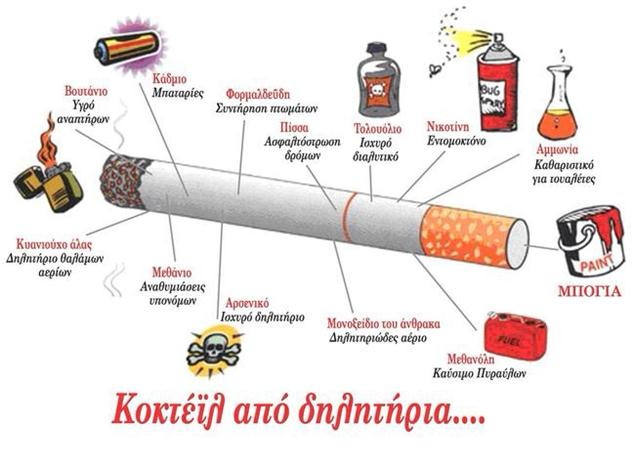 Κάδμιο
Μπαταρίες
Βουτάνιο
Υγρό
αναπτήρων
Φορμαλδεΰδη
Συντήρηση πτωμάτων
Πίσσα
Ασφαλτόστρωση
δρόμων
Τολουόλιο
Ισχυρό
διαλυτικό
Νικοτίνη
Εντομοκτόνο
BUG
SPRAY
Αμμωνία
Καθαριστικό
για τουαλέτες
Κυανιούχο άλας
Δηλητήριο θαλάμων
αερίων
Μεθάνιο
Αναθυμιάσεις
υπονόμων
Αρσενικό
Ισχυρό δηλητήριο
Μονοξείδιο του άνθρακα
Δηλητηριώδες αέριο
FUEL
Μεθανόλη
Καύσιμο Πυραύλων
PAINT
ΜΠΟΓΙΑ
Κοκτέϊλ από δηλητήρια....